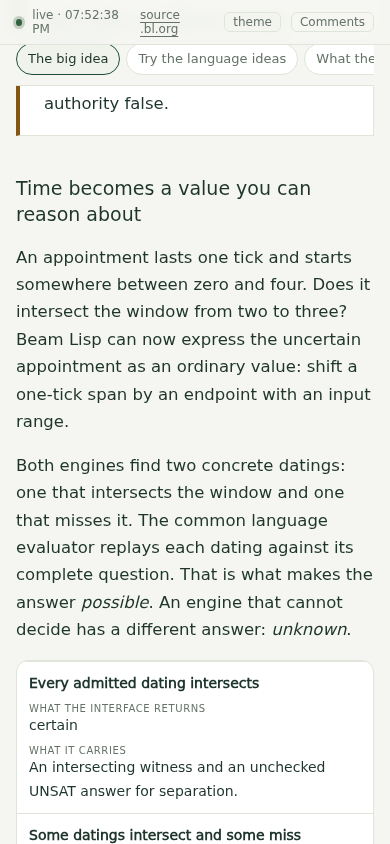 live · 07:52:38 PM
source .bl.org
theme
Comments
The big idea
Try the language ideas
What the
authority false.
Time becomes a value you can
reason about
An appointment lasts one tick and starts
somewhere between zero and four. Does it
intersect the window from two to three?
Beam Lisp can now express the uncertain
appointment as an ordinary value: shift a
one-tick span by an endpoint with an input
range.
Both engines find two concrete datings:
one that intersects the window and one
that misses it. The common language
evaluator replays each dating against its
complete question. That is what makes the
answer possible. An engine that cannot
decide has a different answer: unknown.
Every admitted dating intersects
WHAT THE INTERFACE RETURNS
certain
WHAT IT CARRIES
An intersecting witness and an unchecked
UNSAT answer for separation.
Some datings intersect and some miss